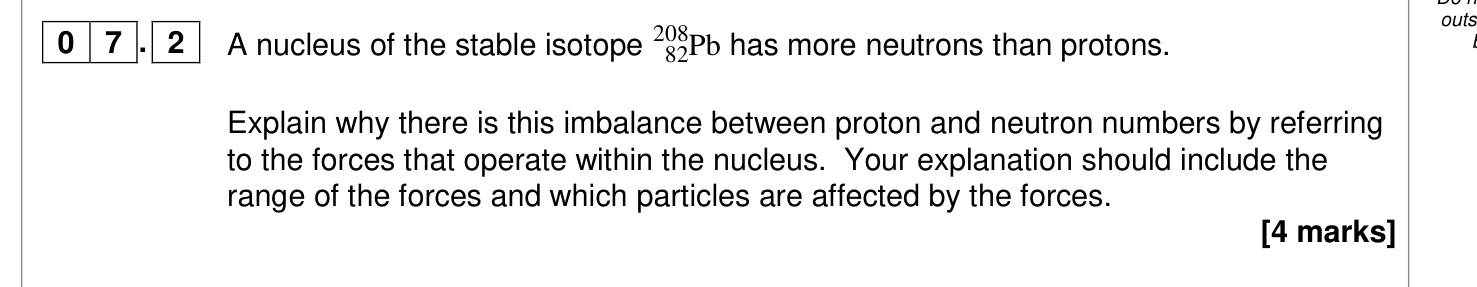 Do n
outs
b
0 7 . 2 A nucleus of the stable isotope ²⁰⁸₈₂Pb has more neutrons than protons.
Explain why there is this imbalance between proton and neutron numbers by referring
to the forces that operate within the nucleus. Your explanation should include the
range of the forces and which particles are affected by the forces.
[4 marks]